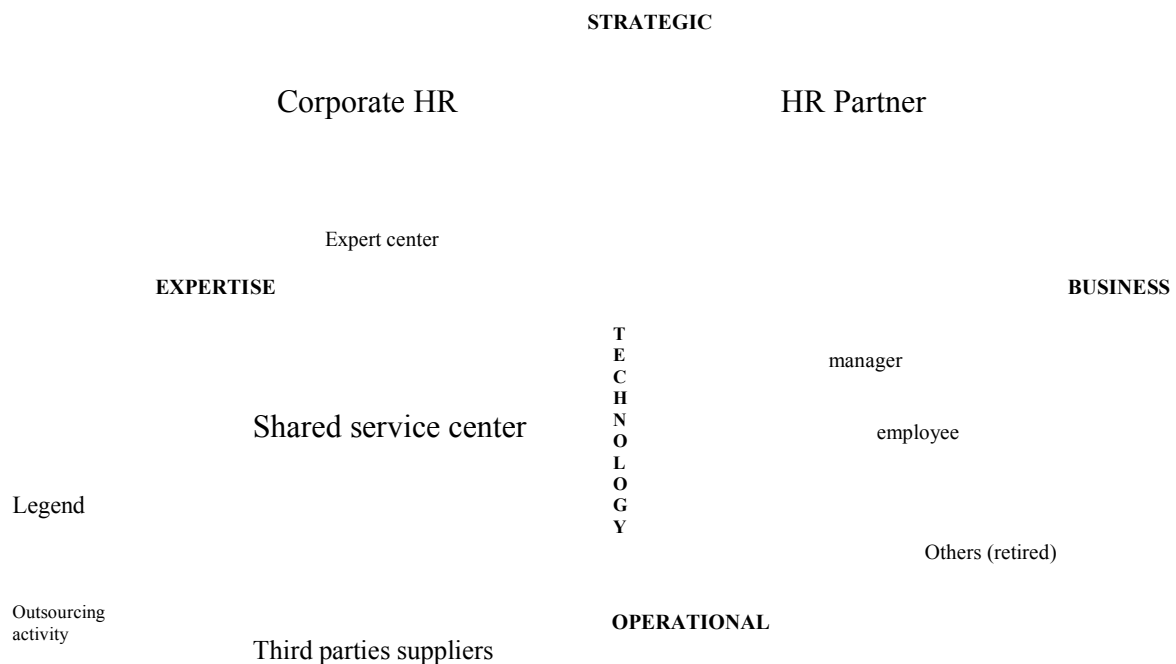 STRATEGIC
Corporate HR
HR Partner
Expert center
EXPERTISE
BUSINESS
T
E
C
H
N
O
L
O
G
Y
manager
Shared service center
employee
Legend
Others (retired)
Outsourcing
activity
OPERATIONAL
Third parties suppliers